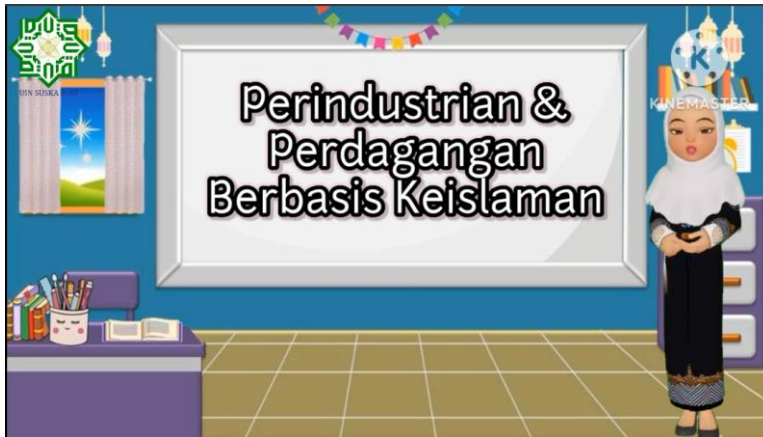 UIN SUSKA
KINEMASTER
Perindustrian &
Perdagangan
Berbasis Keislaman